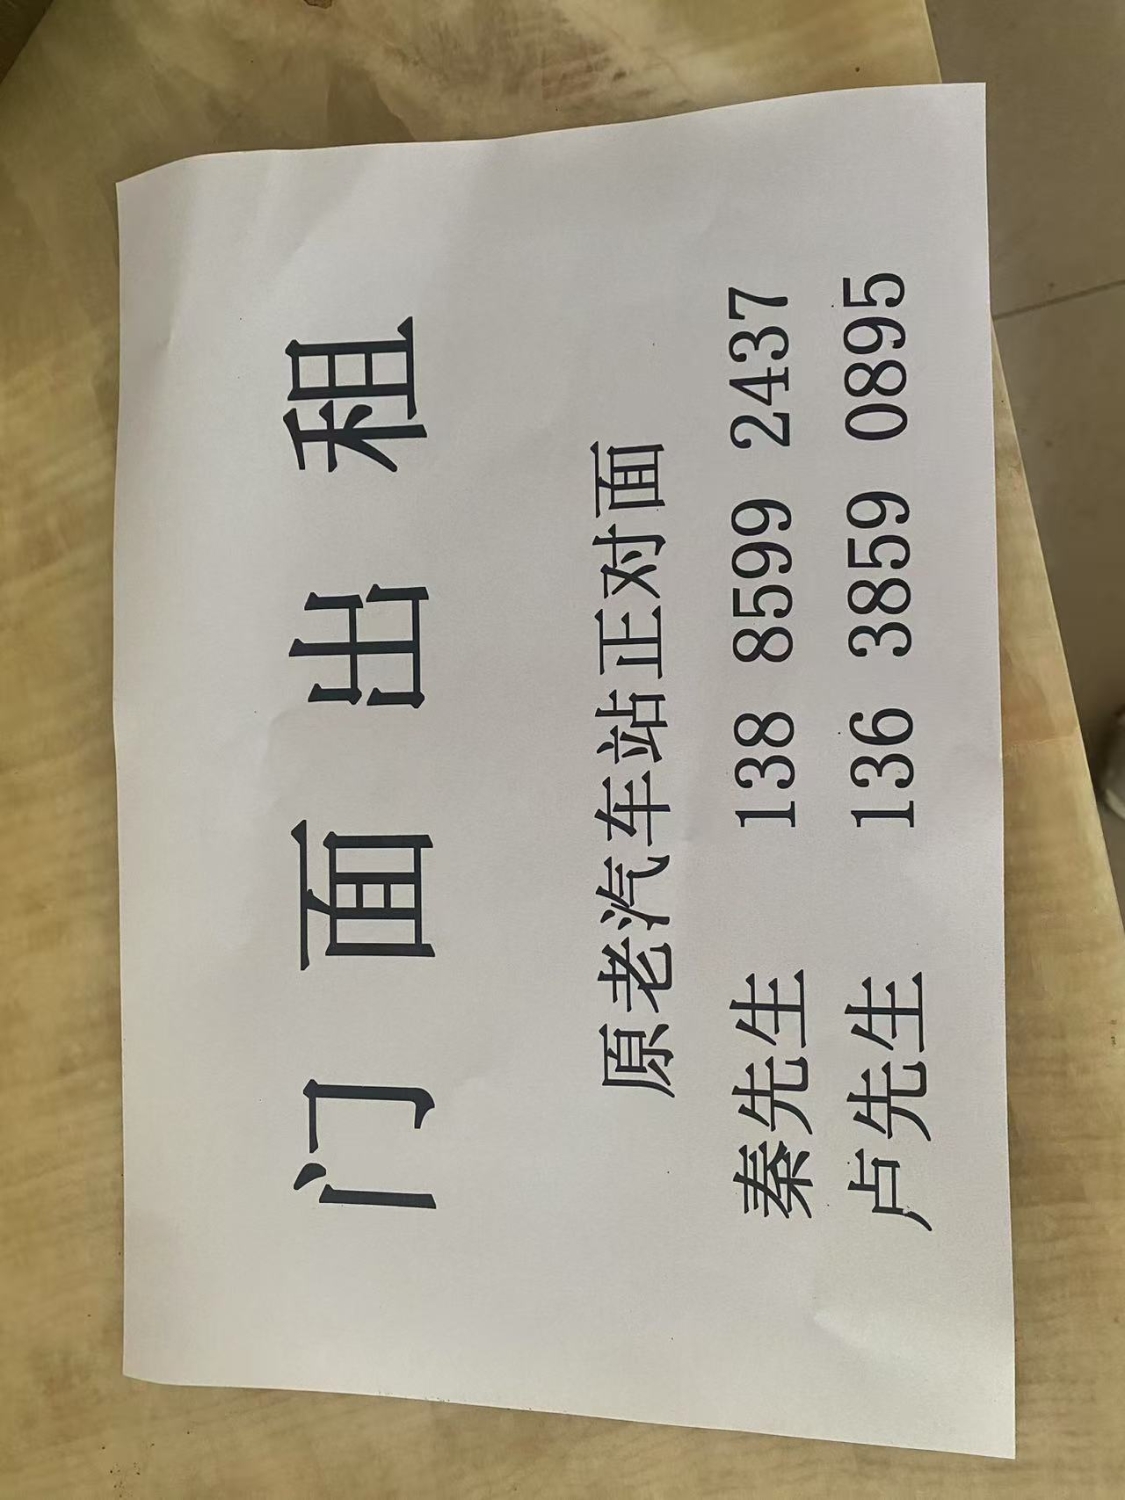 门面出租
原老汽车站正对面
秦先生 138 8599 2437
卢先生 136 3859 0895